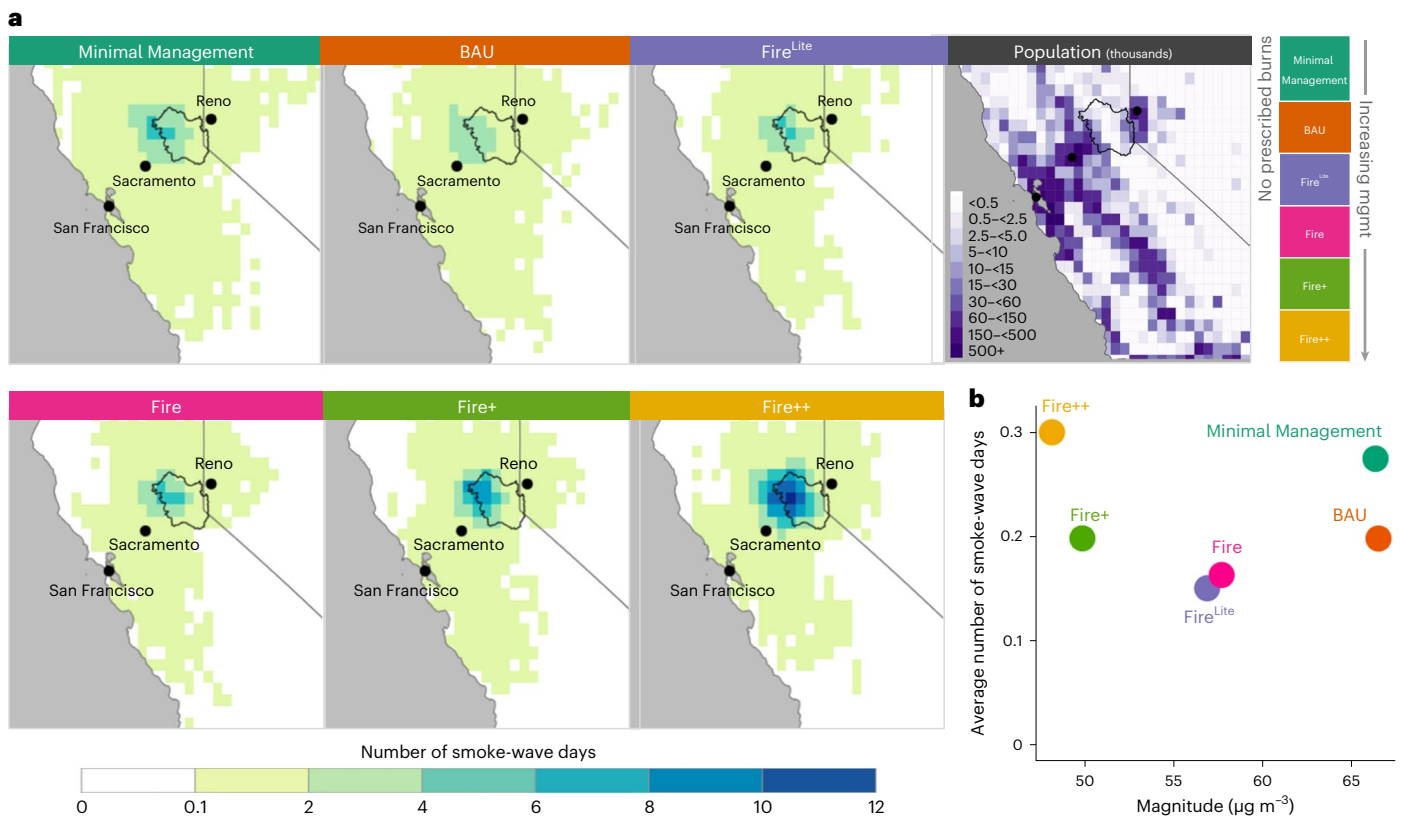 a
Minimal Management
BAU
Fire^Lite
Population (thousands)
Reno
Sacramento
San Francisco
Reno
Sacramento
San Francisco
Reno
Sacramento
San Francisco
<0.5
0.5–<2.5
2.5–<5.0
5–<10
10–<15
15–<30
30–<60
60–<150
150–<500
500+
No prescribed burns
Minimal
Management
BAU
Fire^Lite
Fire
Fire+
Fire++
Increasing mgmt
Fire
Fire+
Fire++
Reno
Sacramento
San Francisco
Reno
Sacramento
San Francisco
Reno
Sacramento
San Francisco
Number of smoke-wave days
0 0.1 2 4 6 8 10 12
b
Average number of smoke-wave days
0.3
0.2
0.1
0
Fire++
Minimal Management
Fire+
BAU
Fire
Fire^Lite
50 55 60 65
Magnitude (µg m⁻³)